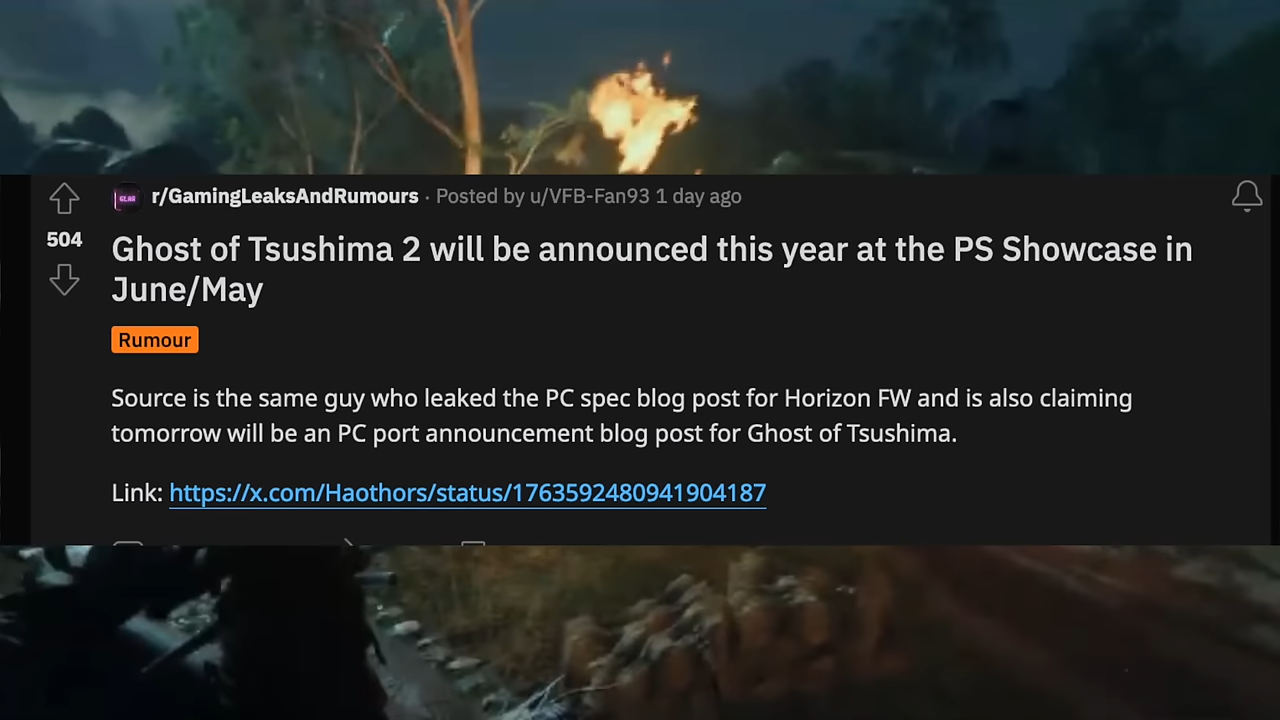 r/GamingLeaksAndRumours · Posted by u/VFB-Fan93 1 day ago
504
Ghost of Tsushima 2 will be announced this year at the PS Showcase in
June/May
Rumour
Source is the same guy who leaked the PC spec blog post for Horizon FW and is also claiming
tomorrow will be an PC port announcement blog post for Ghost of Tsushima.
Link: https://x.com/Haothors/status/1763592480941904187